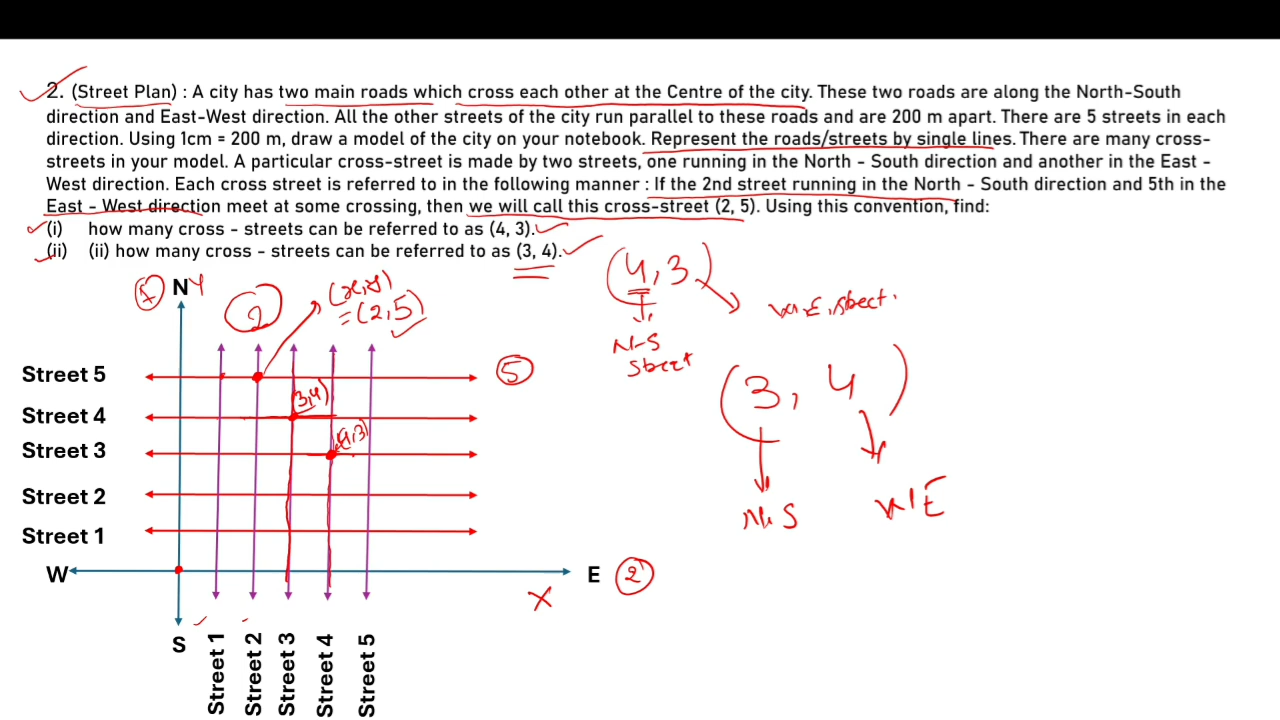 2. (Street Plan) : A city has two main roads which cross each other at the Centre of the city. These two roads are along the North-South
direction and East-West direction. All the other streets of the city run parallel to these roads and are 200 m apart. There are 5 streets in each
direction. Using 1cm = 200 m, draw a model of the city on your notebook. Represent the roads/streets by single lines. There are many cross-
streets in your model. A particular cross-street is made by two streets, one running in the North - South direction and another in the East -
West direction. Each cross street is referred to in the following manner : If the 2nd street running in the North - South direction and 5th in the
East - West direction meet at some crossing, then we will call this cross-street (2, 5). Using this convention, find:
(i) how many cross - streets can be referred to as (4, 3).
(ii) (ii) how many cross - streets can be referred to as (3, 4).
1 N Y
2
(x,y)
=(2,5)
(4,3)
N-S
Street
W,E,street.
Street 5
5
Street 4
(3,4)
Street 3
(4,3)
Street 2
Street 1
(3, 4)
N-S
W/E
W
E
2
X
S
Street 1
Street 2
Street 3
Street 4
Street 5